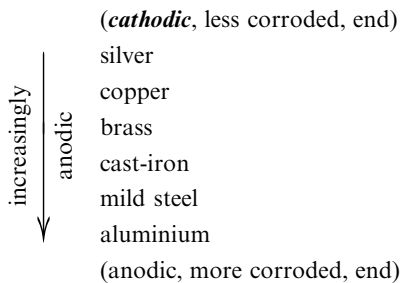 (cathodic, less corroded, end)
silver
copper
brass
cast-iron
mild steel
aluminium
(anodic, more corroded, end)
increasingly
anodic